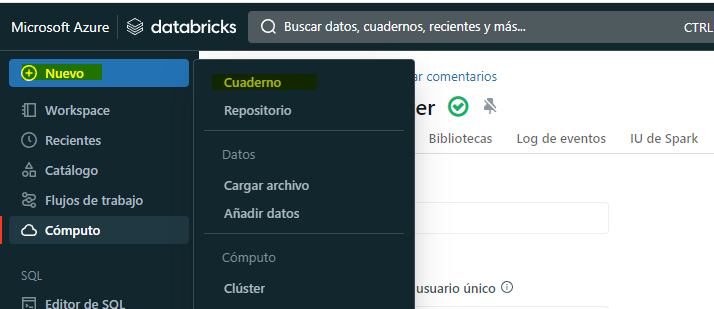 Microsoft Azure databricks Buscar datos, cuadernos, recientes y más... CTRL
Nuevo
Workspace
Recientes
Catálogo
Flujos de trabajo
Cómputo
SQL
Editor de SQL
Cuaderno
Repositorio
Datos
Cargar archivo
Añadir datos
Cómputo
Clúster
ar comentarios
er
Bibliotecas Log de eventos IU de Spark
usuario único